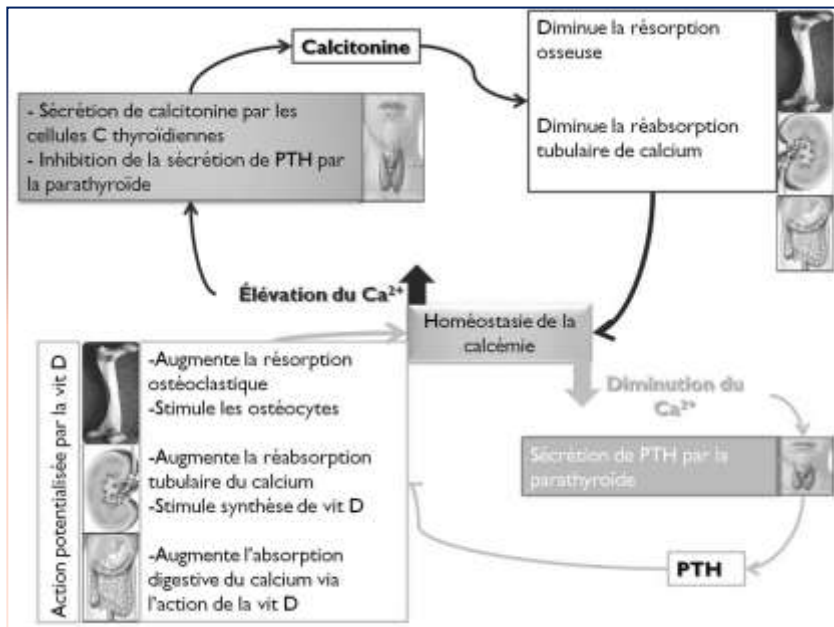 Calcitonine
Diminue la résorption
osseuse
Diminue la réabsorption
tubulaire de calcium
- Sécrétion de calcitonine par les
cellules C thyroïdiennes
- Inhibition de la sécrétion de PTH par
la parathyroïde
Élévation du Ca²⁺
Homéostasie de la
calcémie
Diminution du
Ca²⁺
Sécrétion de PTH par la
parathyroïde
PTH
Action potentialisée par la vit D
-Augmente la résorption
ostéoclastique
-Stimule les ostéocytes
-Augmente la réabsorption
tubulaire du calcium
-Stimule synthèse de vit D
-Augmente l'absorption
digestive du calcium via
l'action de la vit D